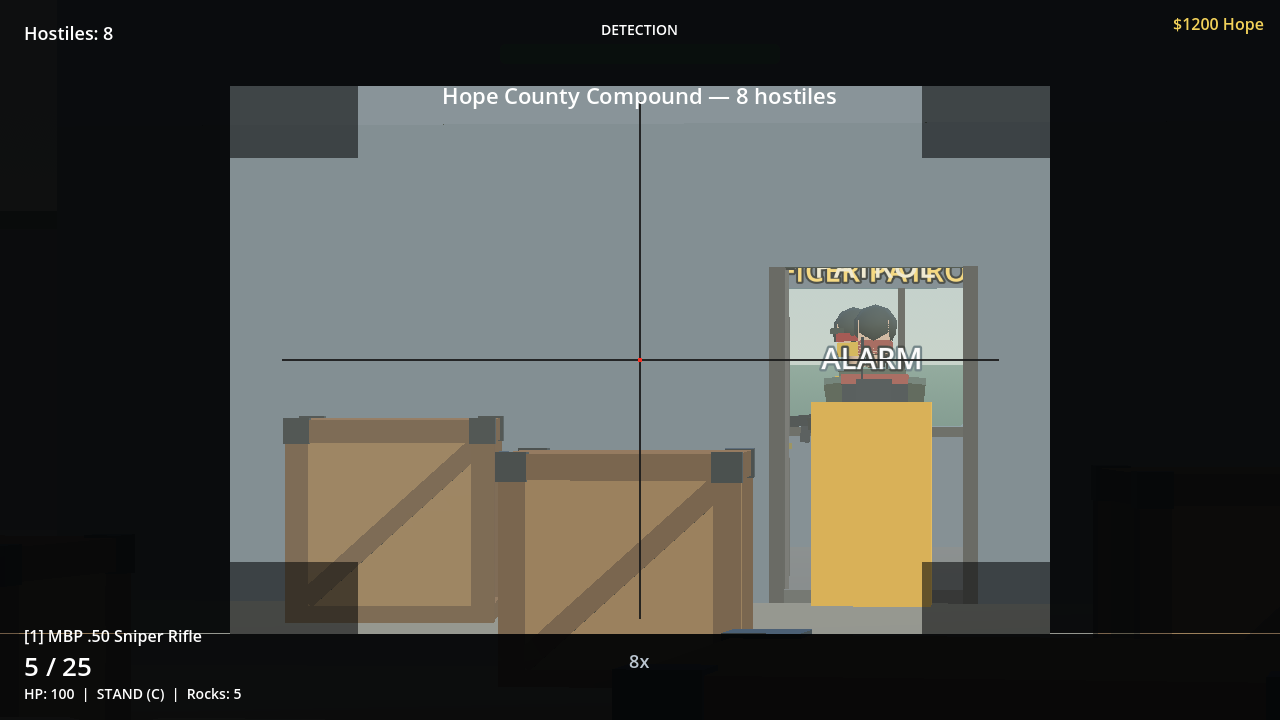 Hostiles: 8
DETECTION
$1200 Hope
Hope County Compound — 8 hostiles
ALARM
[1] MBP .50 Sniper Rifle
5 / 25
8x
HP: 100 | STAND (C) | Rocks: 5